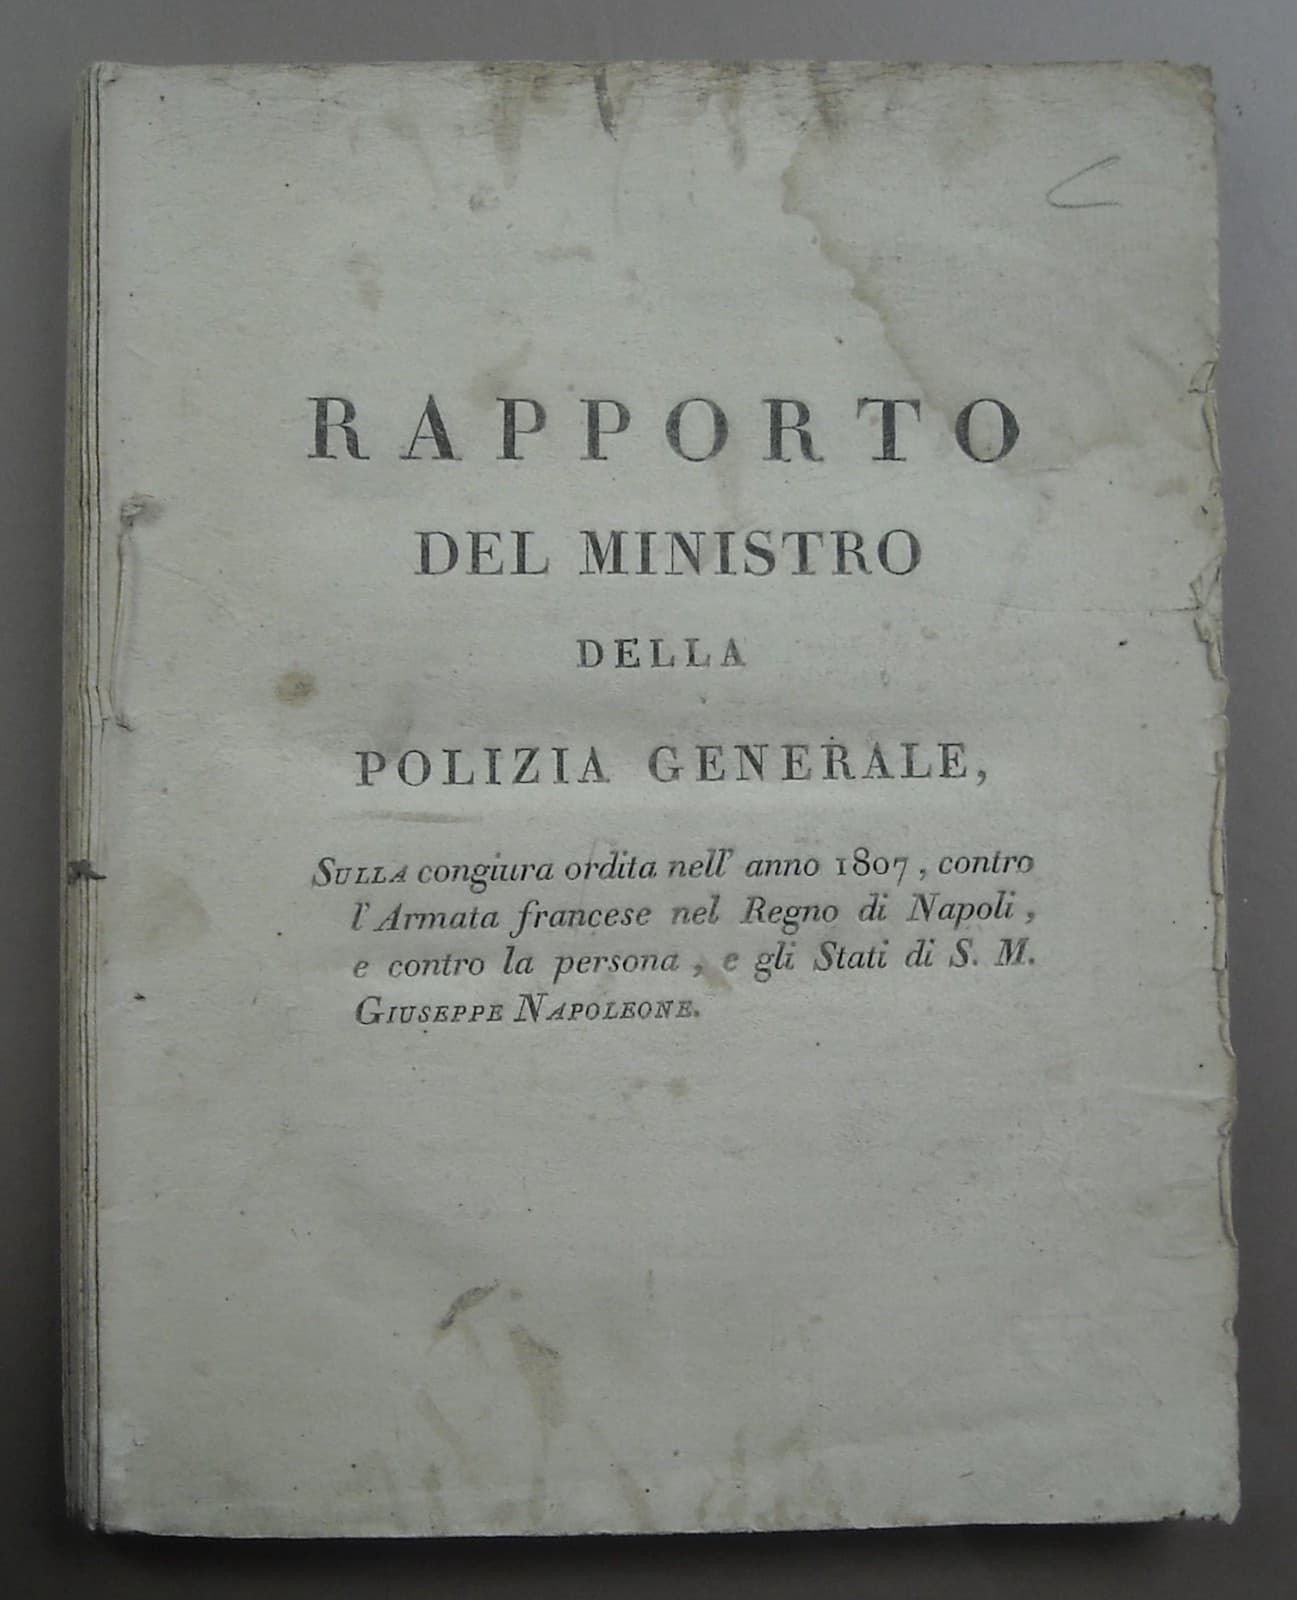 RAPPORTO
DEL MINISTRO
DELLA
POLIZIA GENERALE,
SULLA congiura ordita nell' anno 1807, contro
l'Armata francese nel Regno di Napoli,
e contro la persona, e gli Stati di S. M.
GIUSEPPE NAPOLEONE.